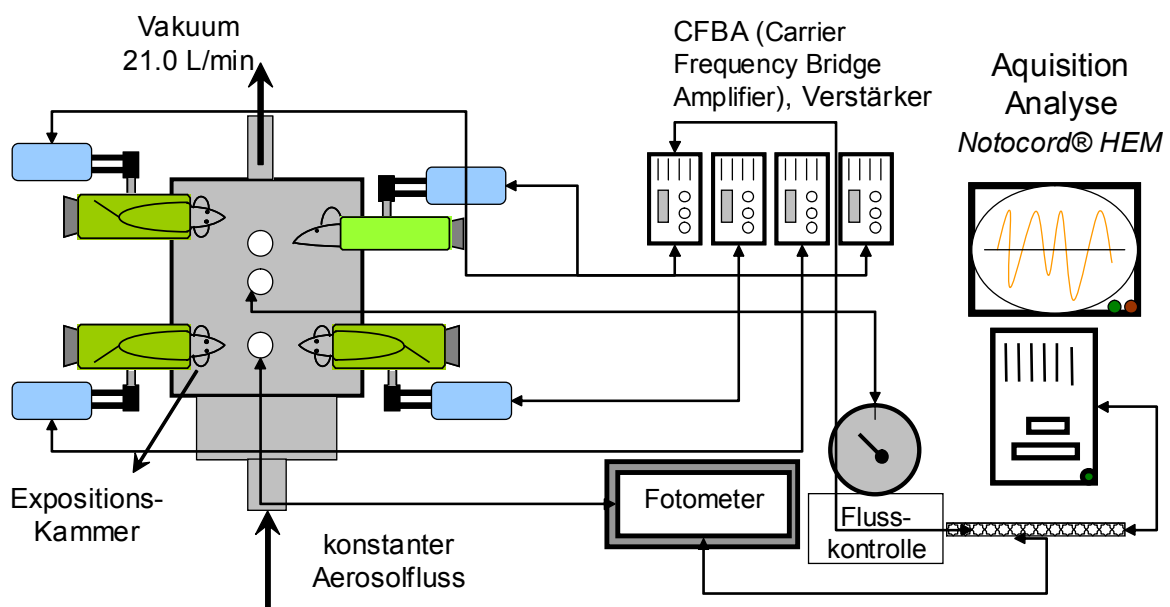 Vakuum
21.0 L/min
CFBA (Carrier
Frequency Bridge
Amplifier), Verstärker
Aquisition
Analyse
Notocord® HEM
Expositions-
Kammer
konstanter
Aerosolfluss
Fotometer
Fluss-
kontrolle